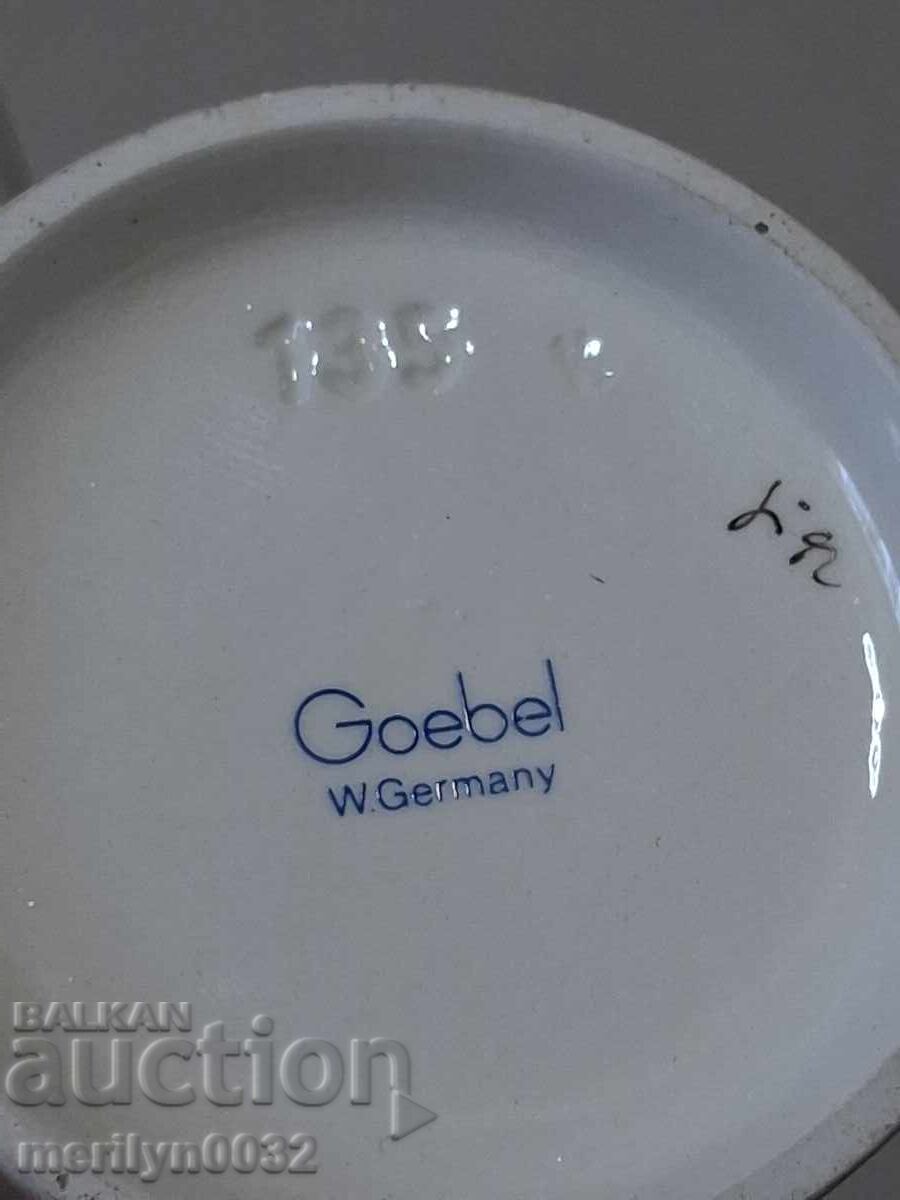 135
Goebel
W.Germany
BALKAN
auction
merilyn0032